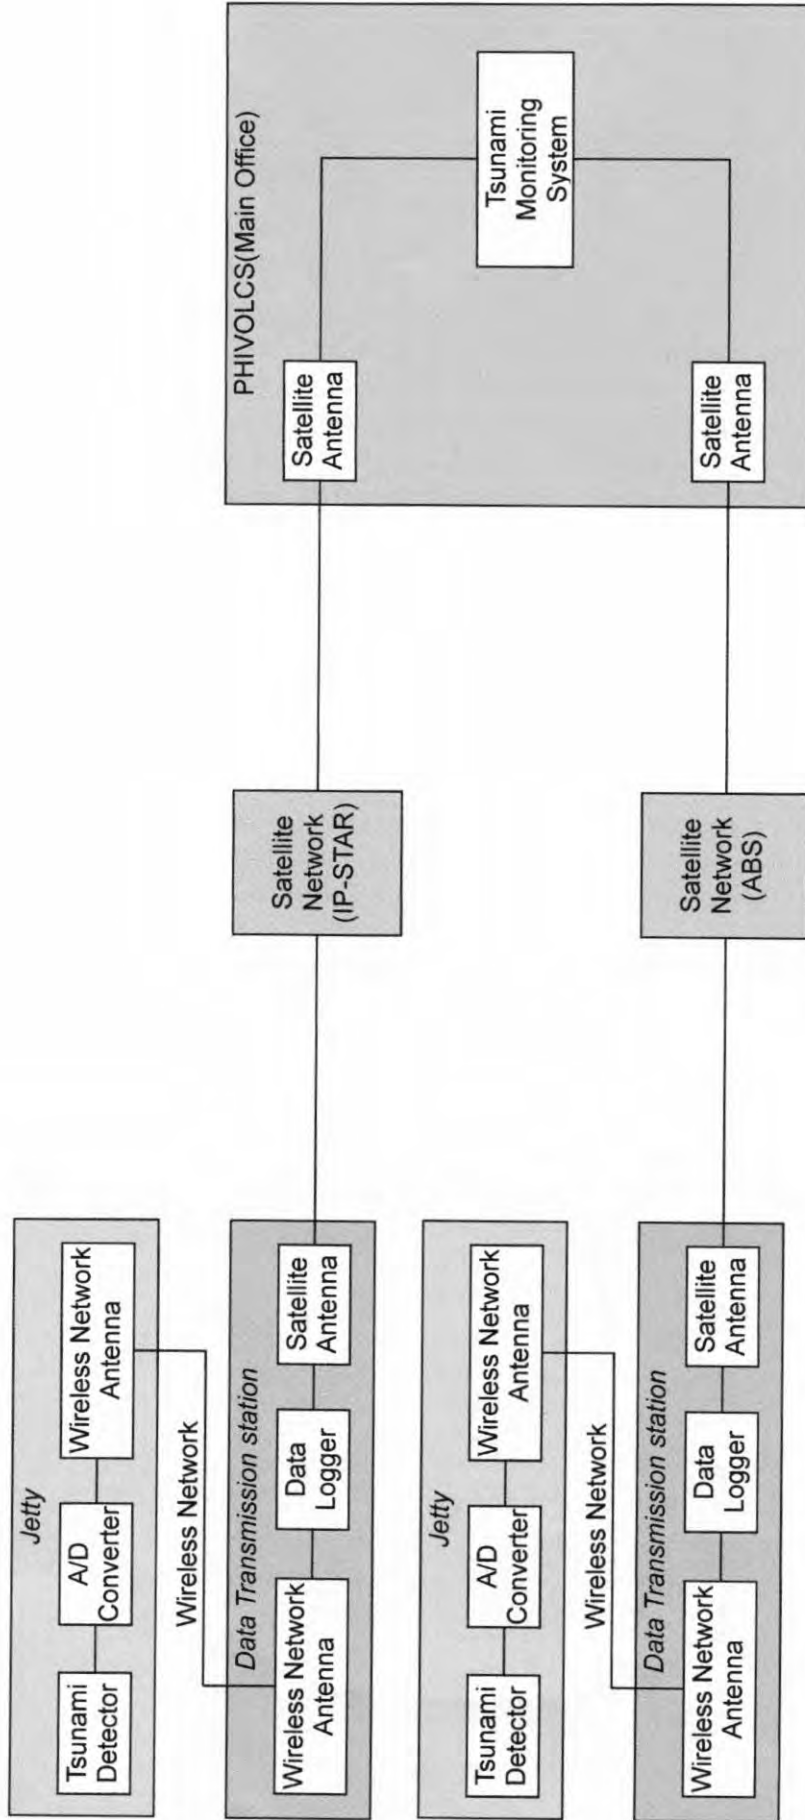 Jetty
Tsunami
Detector
A/D
Converter
Wireless Network
Antenna
Wireless Network
Data Transmission station
Wireless Network
Antenna
Data
Logger
Satellite
Antenna
Satellite
Network
(IP-STAR)
PHIVOLCS(Main Office)
Satellite
Antenna
Tsunami
Monitoring
System
Satellite
Antenna
Jetty
Tsunami
Detector
A/D
Converter
Wireless Network
Antenna
Wireless Network
Data Transmission station
Wireless Network
Antenna
Data
Logger
Satellite
Antenna
Satellite
Network
(ABS)